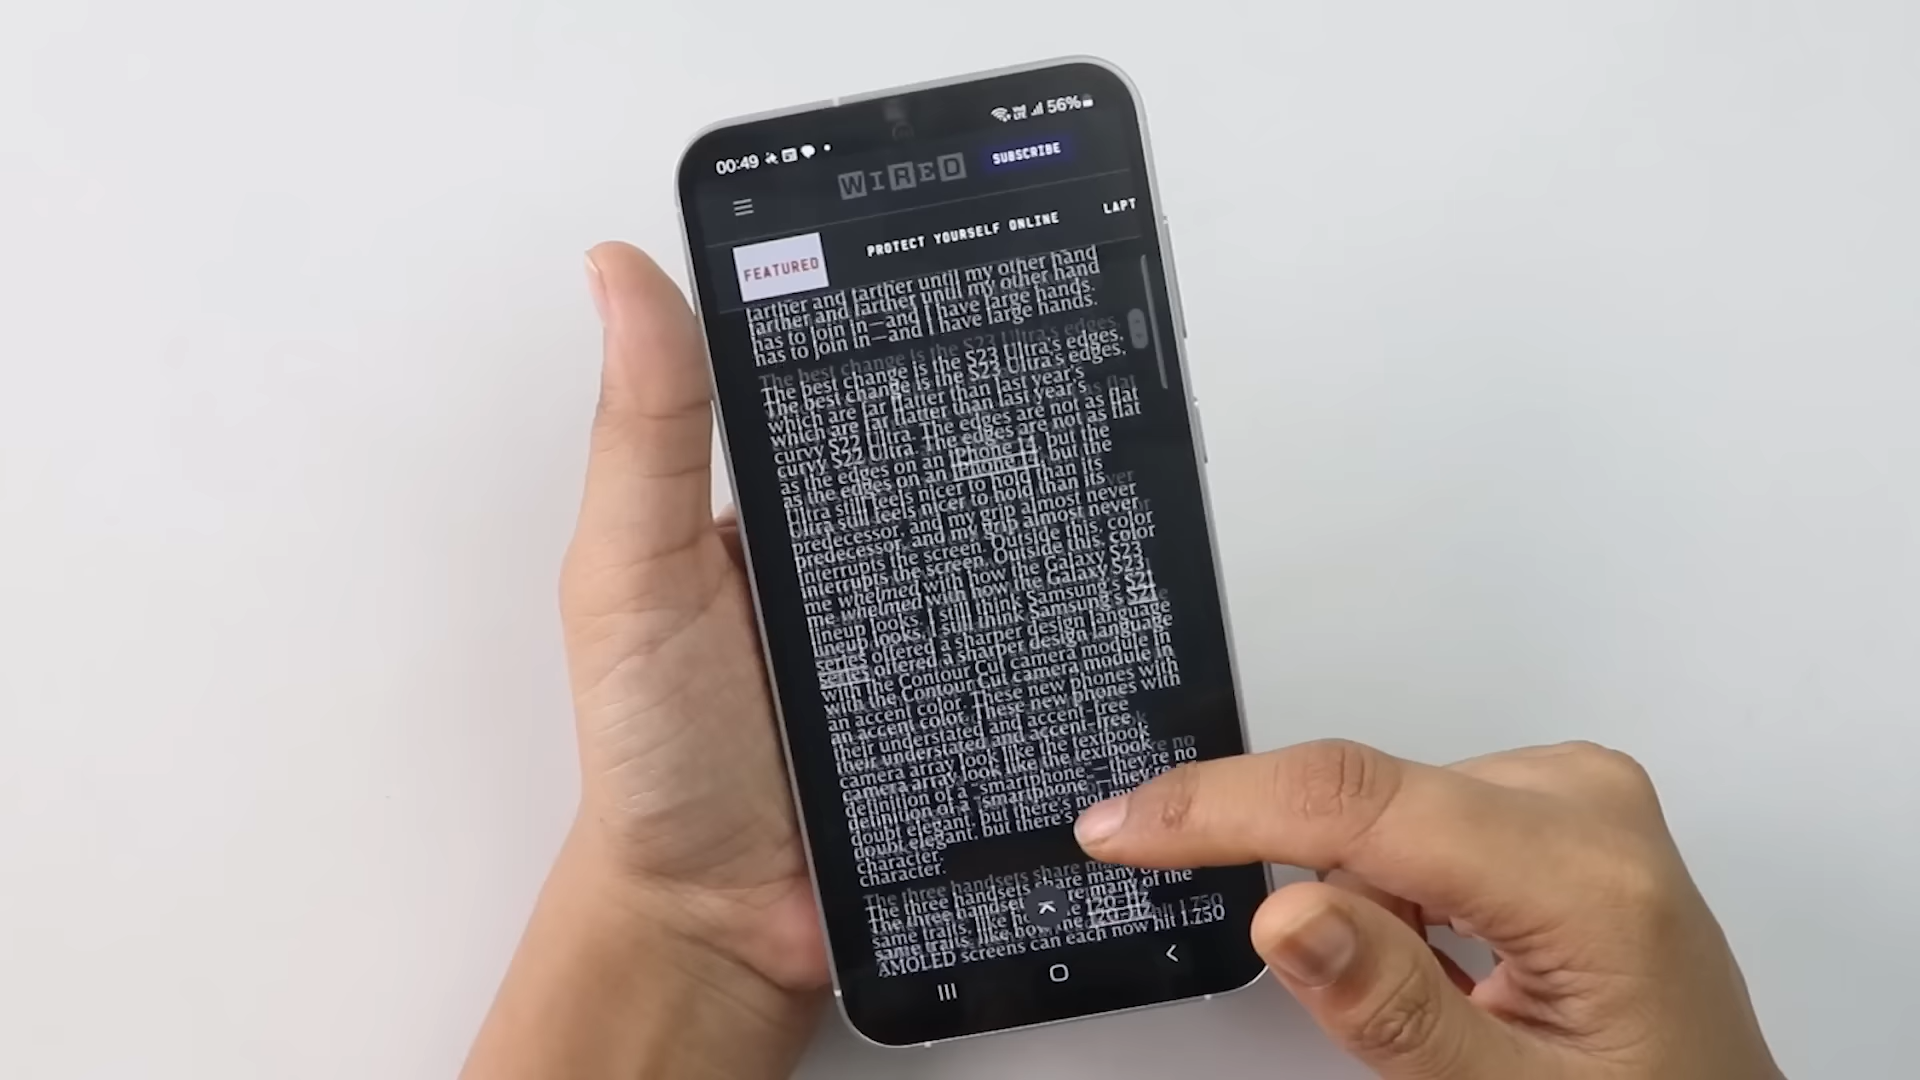 00:49
VoI LTE 56%
WIRED
SUBSCRIBE
FEATURED
PROTECT YOURSELF ONLINE
LAPT
farther and farther until my other hand
has to join in—and I have large hands.
The best change is the S23 Ultra's edges,
which are far flatter than last year's
curvy S22 Ultra. The edges are not as flat
as the edges on an iPhone 14, but the
Ultra still feels nicer to hold than its
predecessor, and my grip almost never
interrupts the screen. Outside this, color
me whelmed with how the Galaxy S23
lineup looks. I still think Samsung's S21
series offered a sharper design language
with the Contour Cut camera module in
an accent color. These new phones with
their understated and accent-free
camera array look like the textbook
definition of a "smartphone"—they're no
doubt elegant, but there's not
character.
The three handsets share many of the
same traits, like 120-Hz
AMOLED screens can each now hit 1,750